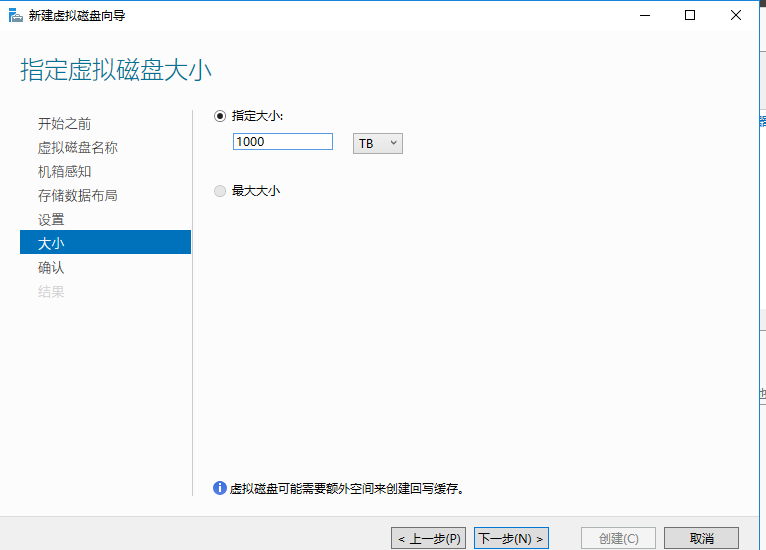 新建虚拟磁盘向导
指定虚拟磁盘大小
开始之前
虚拟磁盘名称
机箱感知
存储数据布局
设置
大小
确认
结果
指定大小:
1000 TB
最大大小
虚拟磁盘可能需要额外空间来创建回写缓存。
< 上一步(P) 下一步(N) > 创建(C) 取消